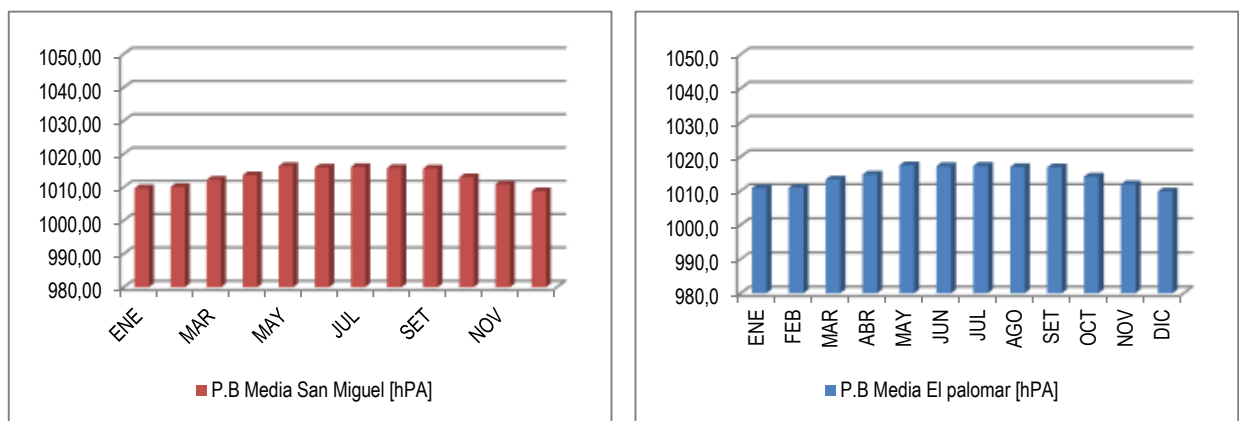 1050,00
1040,00
1030,00
1020,00
1010,00
1000,00
990,00
980,00
ENE
MAR
MAY
JUL
SET
NOV
P.B Media San Miguel [hPA]
1050,0
1040,0
1030,0
1020,0
1010,0
1000,0
990,0
980,0
ENE
FEB
MAR
ABR
MAY
JUN
JUL
AGO
SET
OCT
NOV
DIC
P.B Media El palomar [hPA]